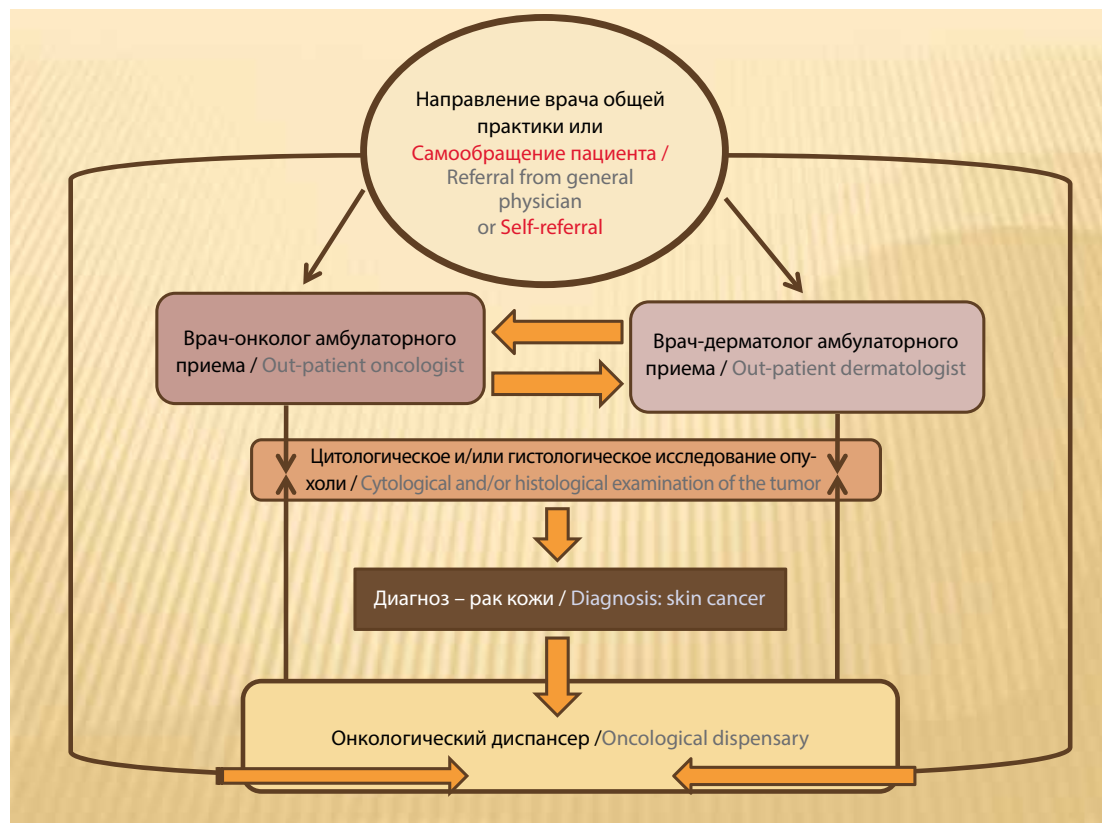 Направление врача общей
практики или
Самообращение пациента /
Referral from general
physician
or Self-referral
Врач-онколог амбулаторного
приема / Out-patient oncologist
Врач-дерматолог амбулаторного
приема / Out-patient dermatologist
Цитологическое и/или гистологическое исследование опу-
холи / Cytological and/or histological examination of the tumor
Диагноз – рак кожи / Diagnosis: skin cancer
Онкологический диспансер /Oncological dispensary